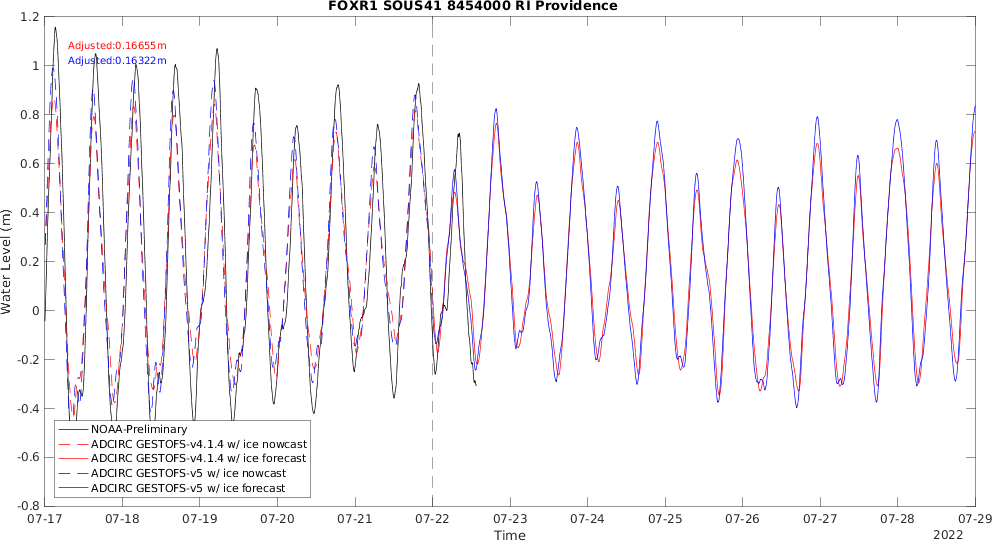 FOXR1 SOUS41 8454000 RI Providence
1.2
1
0.8
0.6
0.4
0.2
0
-0.2
-0.4
-0.6
-0.8
Water Level (m)
Adjusted:0.16655m
Adjusted:0.16322m
NOAA-Preliminary
ADCIRC GESTOFS-v4.1.4 w/ ice nowcast
ADCIRC GESTOFS-v4.1.4 w/ ice forecast
ADCIRC GESTOFS-v5 w/ ice nowcast
ADCIRC GESTOFS-v5 w/ ice forecast
07-17 07-18 07-19 07-20 07-21 07-22 07-23 07-24 07-25 07-26 07-27 07-28 07-29
Time
2022